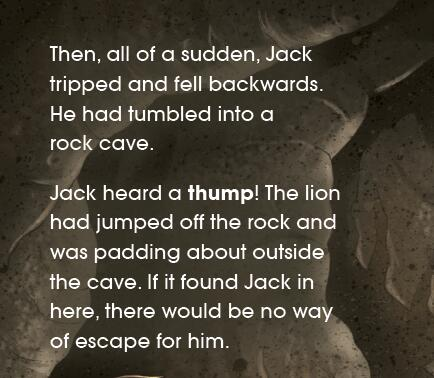 Then, all of a sudden, Jack
tripped and fell backwards.
He had tumbled into a
rock cave.
Jack heard a thump! The lion
had jumped off the rock and
was padding about outside
the cave. If it found Jack in
here, there would be no way
of escape for him.